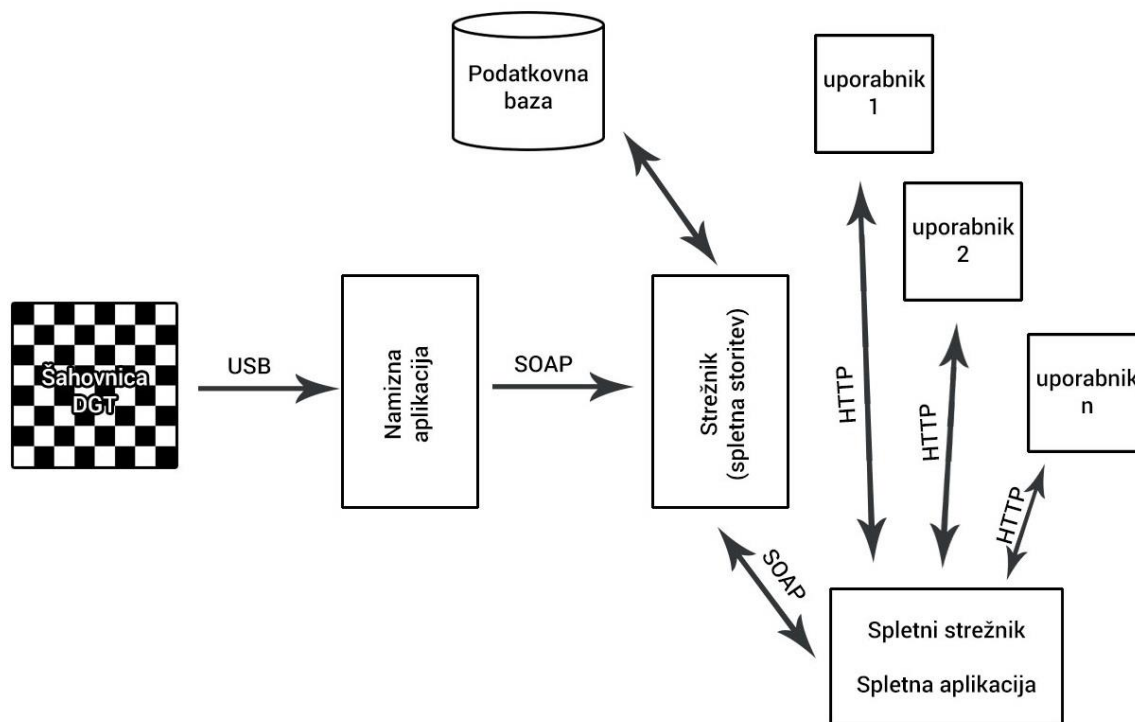 Podatkovna
baza
uporabnik
1
uporabnik
2
uporabnik
n
Šahovnica
DGT
USB
Namizna
aplikacija
SOAP
Strežnik
(spletna storitev)
HTTP
HTTP
HTTP
SOAP
Spletni strežnik
Spletna aplikacija